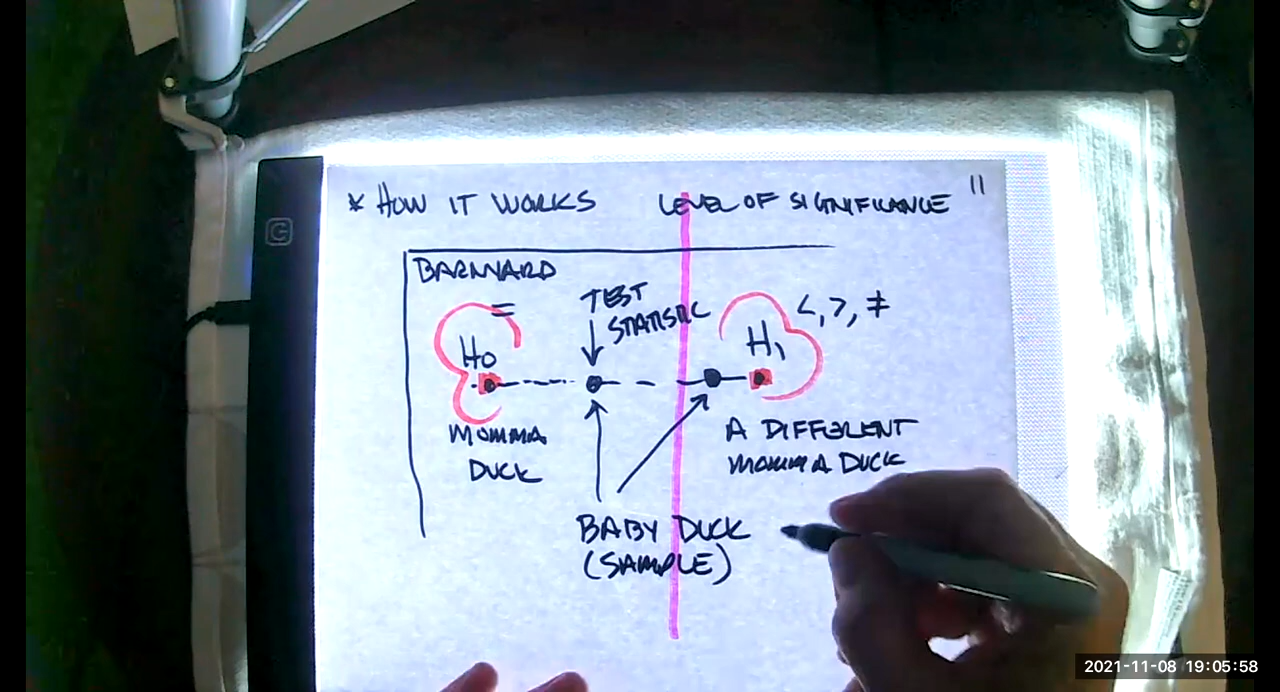 * HOW IT WORKS
LEVEL OF SIGNIFICANCE
11
BARNYARD
=
TEST
STATISTIC
<, >, ≠
H0
H1
MOMMA
DUCK
A DIFFERENT
MOMMA DUCK
BABY DUCK
(SAMPLE)
2021-11-08 19:05:58